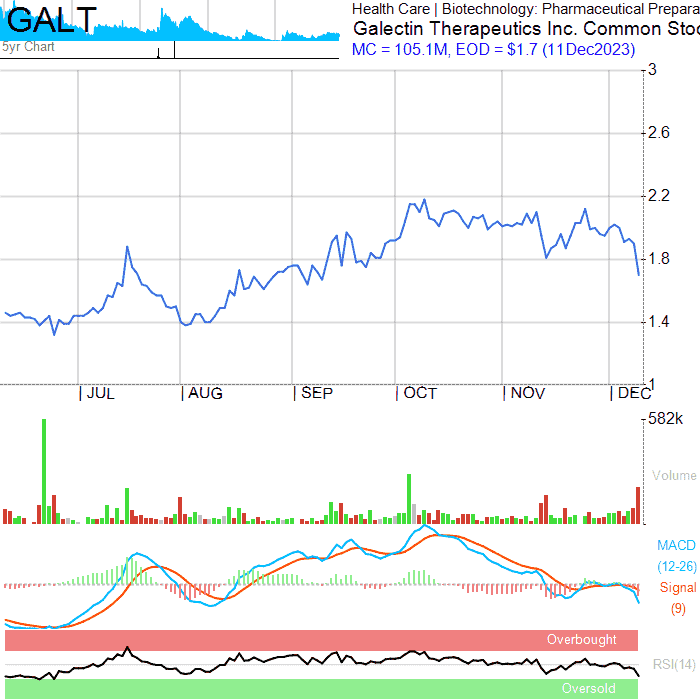 GALT
5yr Chart
Health Care | Biotechnology: Pharmaceutical Prepara
Galectin Therapeutics Inc. Common Stoc
MC = 105.1M, EOD = $1.7 (11Dec2023)
3
2.6
2.2
1.8
1.4
1
| JUL | AUG | SEP | OCT | NOV | DEC
582k
Volume
MACD
(12-26)
Signal
(9)
Overbought
RSI(14)
Oversold